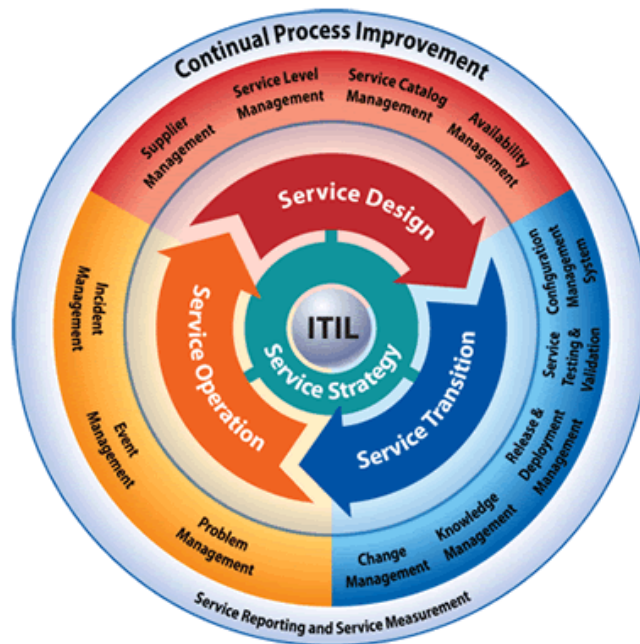 Continual Process Improvement
Supplier
Management
Service Level
Management
Service Catalog
Management
Availability
Management
Configuration
Management
System
Service
Testing &
Validation
Release &
Deployment
Management
Knowledge
Management
Change
Management
Problem
Management
Event
Management
Incident
Management
Service Design
Service Transition
Service Operation
Service Strategy
ITIL
Service Reporting and Service Measurement